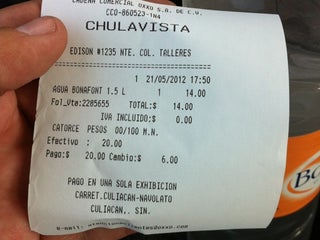 CADENA COMERCIAL OXXO S.A. DE C.V.
CCO-860523-1N4
CHULAVISTA
EDISON #1235 NTE. COL. TALLERES
1 21/05/2012 17:50
AGUA BONAFONT 1.5 L 1 14.00
Fol_Vta:2285655 TOTAL:$ 14.00
IVA INCLUIDO:$ 0.00
CATORCE PESOS 00/100 M.N.
Efectivo : 20.00
Pago:$ 20.00 Cambio:$ 6.00
PAGO EN UNA SOLA EXHIBICION
CARRET.CULIACAN-NAVOLATO
CULIACAN,. SIN.
e-mail: